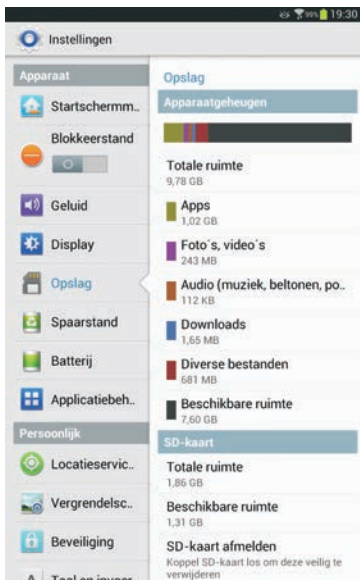 19:30
Instellingen
Apparaat
Startschermm..
Blokkeerstand
Geluid
Display
Opslag
Spaarstand
Batterij
Applicatiebeh..
Persoonlijk
Locatieservic..
Vergrendelsc..
Beveiliging
Opslag
Apparaatgeheugen
Totale ruimte
9,78 GB
Apps
1,02 GB
Foto´s, video´s
243 MB
Audio (muziek, beltonen, po..
112 KB
Downloads
1,65 MB
Diverse bestanden
681 MB
Beschikbare ruimte
7,60 GB
SD-kaart
Totale ruimte
1,86 GB
Beschikbare ruimte
1,31 GB
SD-kaart afmelden
Koppel SD-kaart los om deze veilig te
verwijderen